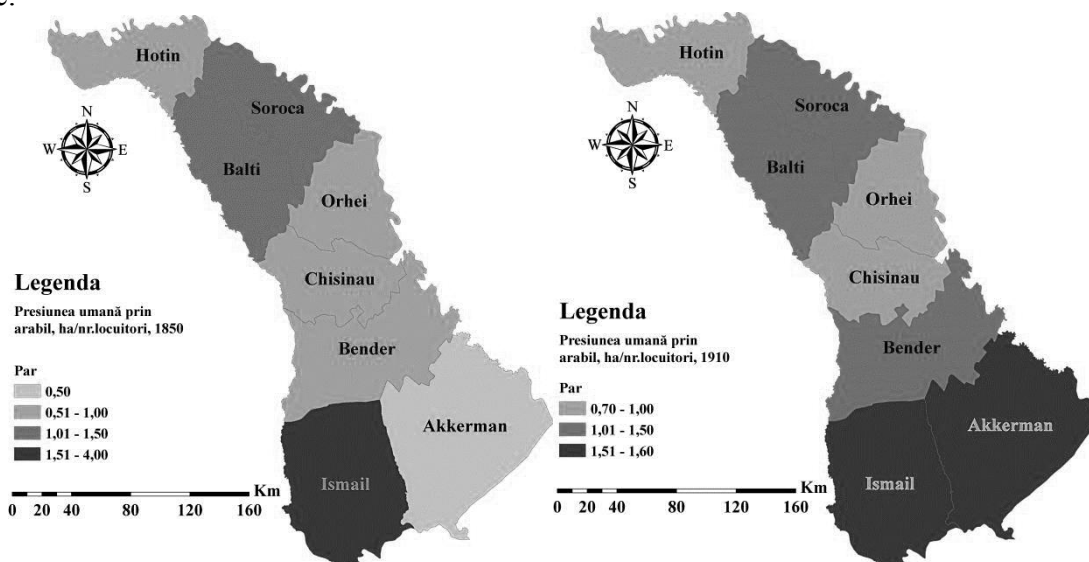 c.
Hotin
Soroca
Balti
Orhei
Chisinau
Bender
Akkerman
Ismail
N
W E
S
Legenda
Presiunea umană prin
arabil, ha/nr.locuitori, 1850
Par
0,50
0,51 - 1,00
1,01 - 1,50
1,51 - 4,00
Km
0 20 40 80 120 160
Hotin
Soroca
Balti
Orhei
Chisinau
Bender
Akkerman
Ismail
N
W E
S
Legenda
Presiunea umană prin
arabil, ha/nr.locuitori, 1910
Par
0,70 - 1,00
1,01 - 1,50
1,51 - 1,60
Km
0 20 40 80 120 160